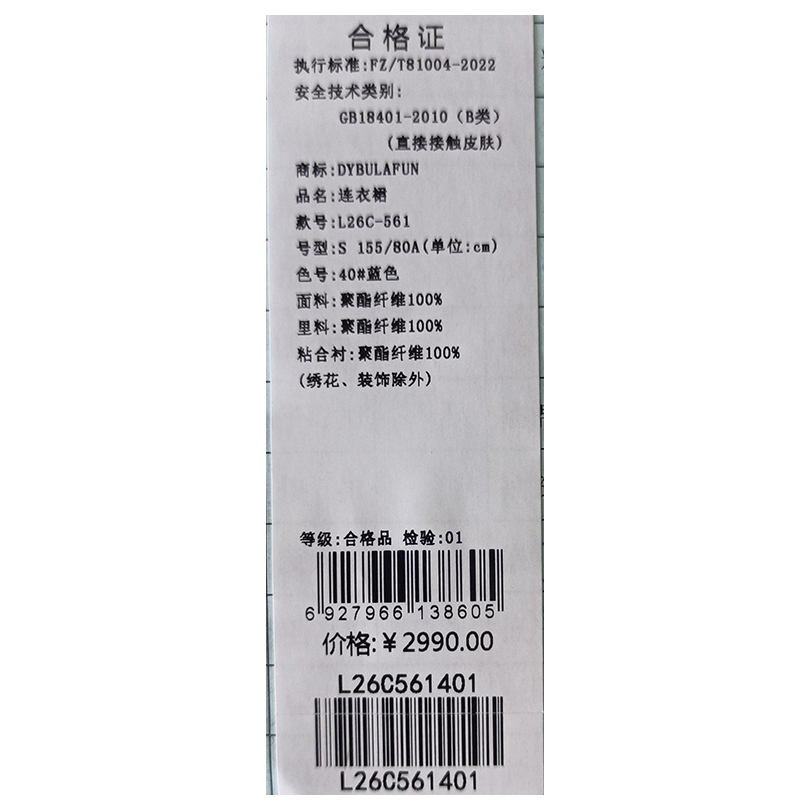 合格证
执行标准:FZ/T81004-2022
安全技术类别:
GB18401-2010（B类）
(直接接触皮肤)
商标:DYBULAFUN
品名:连衣裙
款号:L26C-561
号型:S 155/80A(单位:cm)
色号:40#蓝色
面料:聚酯纤维100%
里料:聚酯纤维100%
粘合衬:聚酯纤维100%
(绣花、装饰除外)
等级:合格品 检验:01
6 927966 138605
价格:￥2990.00
L26C561401
L26C561401